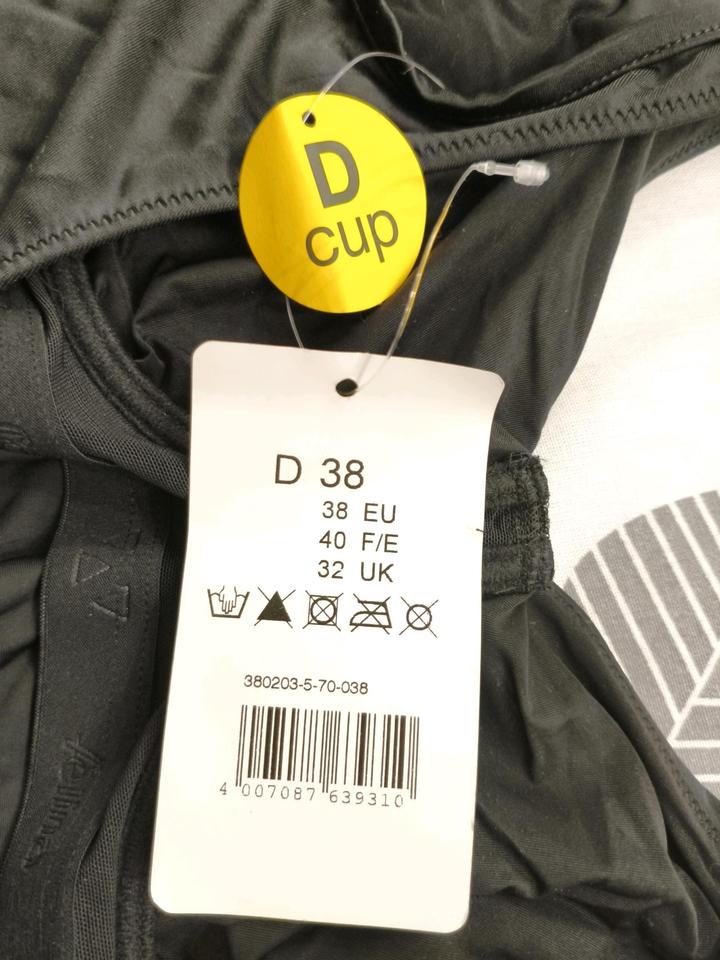 D
cup
D 38
38 EU
40 F/E
32 UK
380203-5-70-038
4 007087 639310